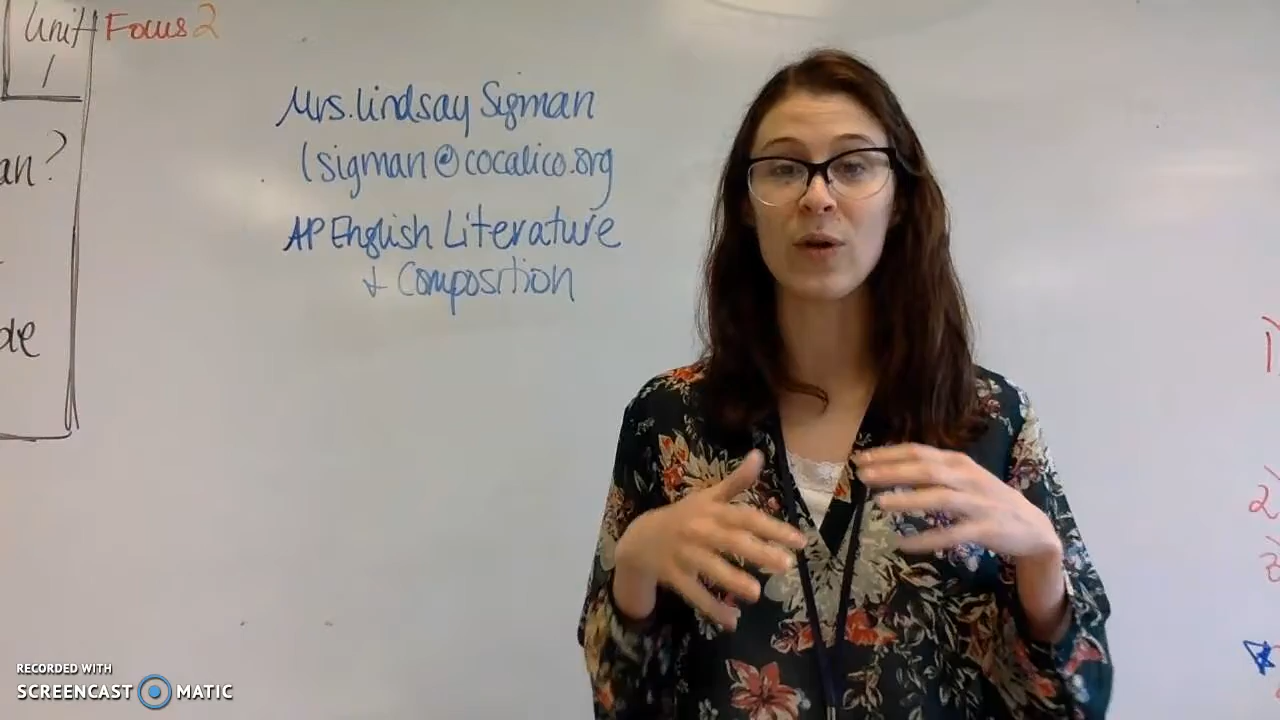 Unit Focus 2
1
an?
Mrs. Lindsay Sigman
lsigman@cocalico.org
AP English Literature
+ Composition
de
1)
2)
3)
RECORDED WITH
SCREENCAST MATIC